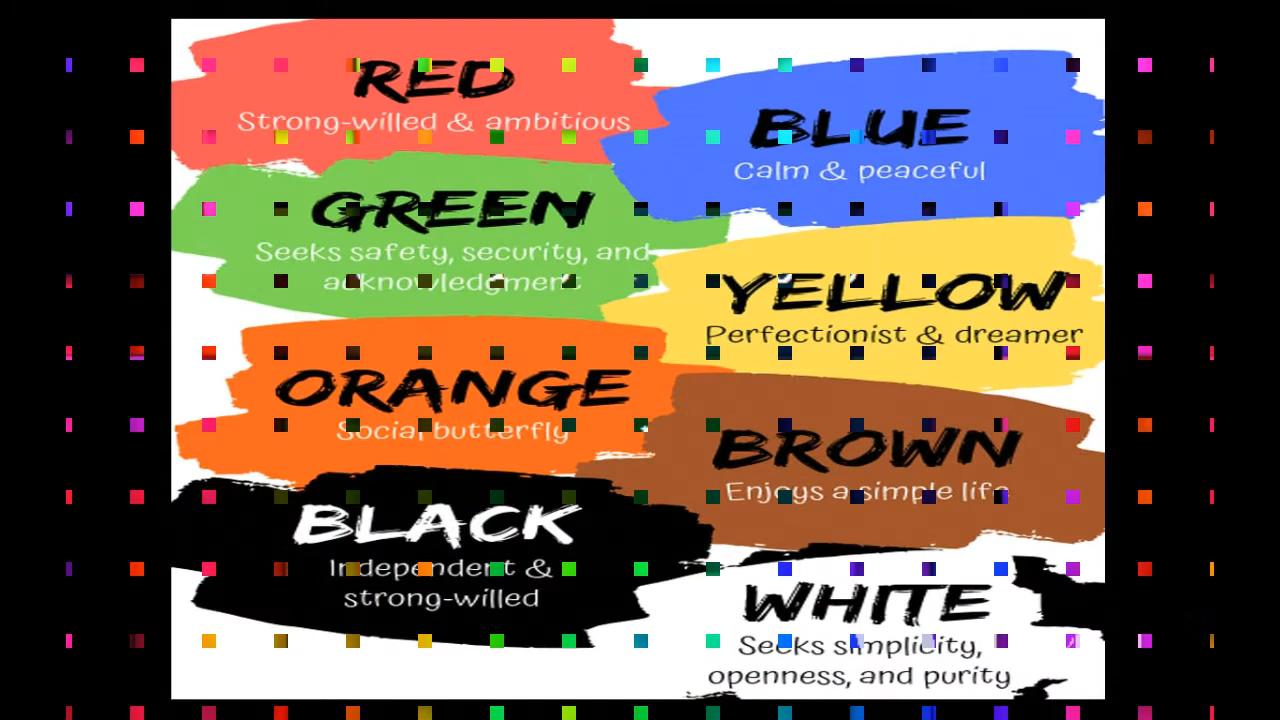 RED
Strong-willed & ambitious
BLUE
Calm & peaceful
GREEN
Seeks safety, security, and
acknowledgment
YELLOW
Perfectionist & dreamer
ORANGE
Social butterfly
BROWN
Enjoys a simple life
BLACK
Independent &
strong-willed
WHITE
Seeks simplicity,
openness, and purity